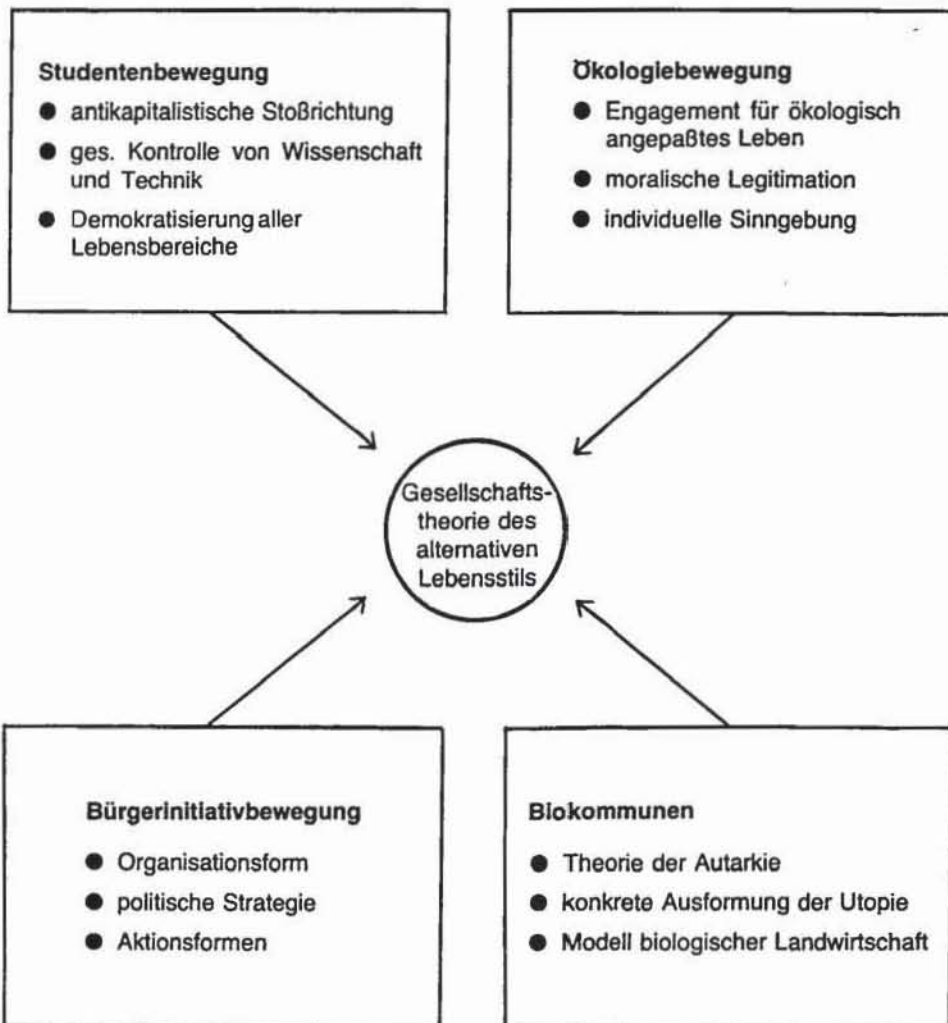 Studentenbewegung
● antikapitalistische Stoßrichtung
● ges. Kontrolle von Wissenschaft
und Technik
● Demokratisierung aller
Lebensbereiche
Ökologiebewegung
● Engagement für ökologisch
angepaßtes Leben
● moralische Legitimation
● individuelle Sinngebung
Gesellschafts-
theorie des
alternativen
Lebensstils
Bürgerinitiativbewegung
● Organisationsform
● politische Strategie
● Aktionsformen
Biokommunen
● Theorie der Autarkie
● konkrete Ausformung der Utopie
● Modell biologischer Landwirtschaft